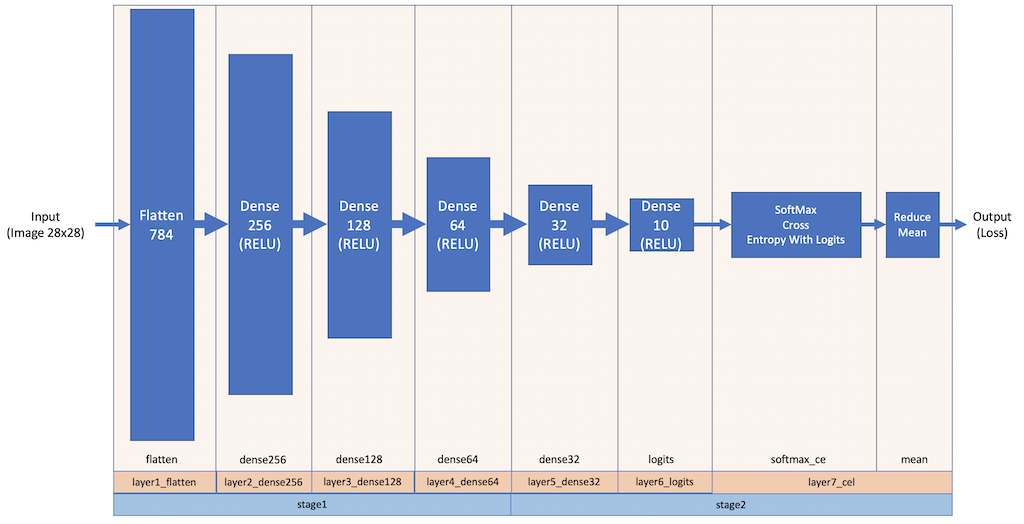 Input
(Image 28x28)
Flatten
784
Dense
256
(RELU)
Dense
128
(RELU)
Dense
64
(RELU)
Dense
32
(RELU)
Dense
10
(RELU)
SoftMax
Cross
Entropy With Logits
Reduce
Mean
Output
(Loss)
flatten
dense256
dense128
dense64
dense32
logits
softmax_ce
mean
layer1_flatten
layer2_dense256
layer3_dense128
layer4_dense64
layer5_dense32
layer6_logits
layer7_cel
stage1
stage2